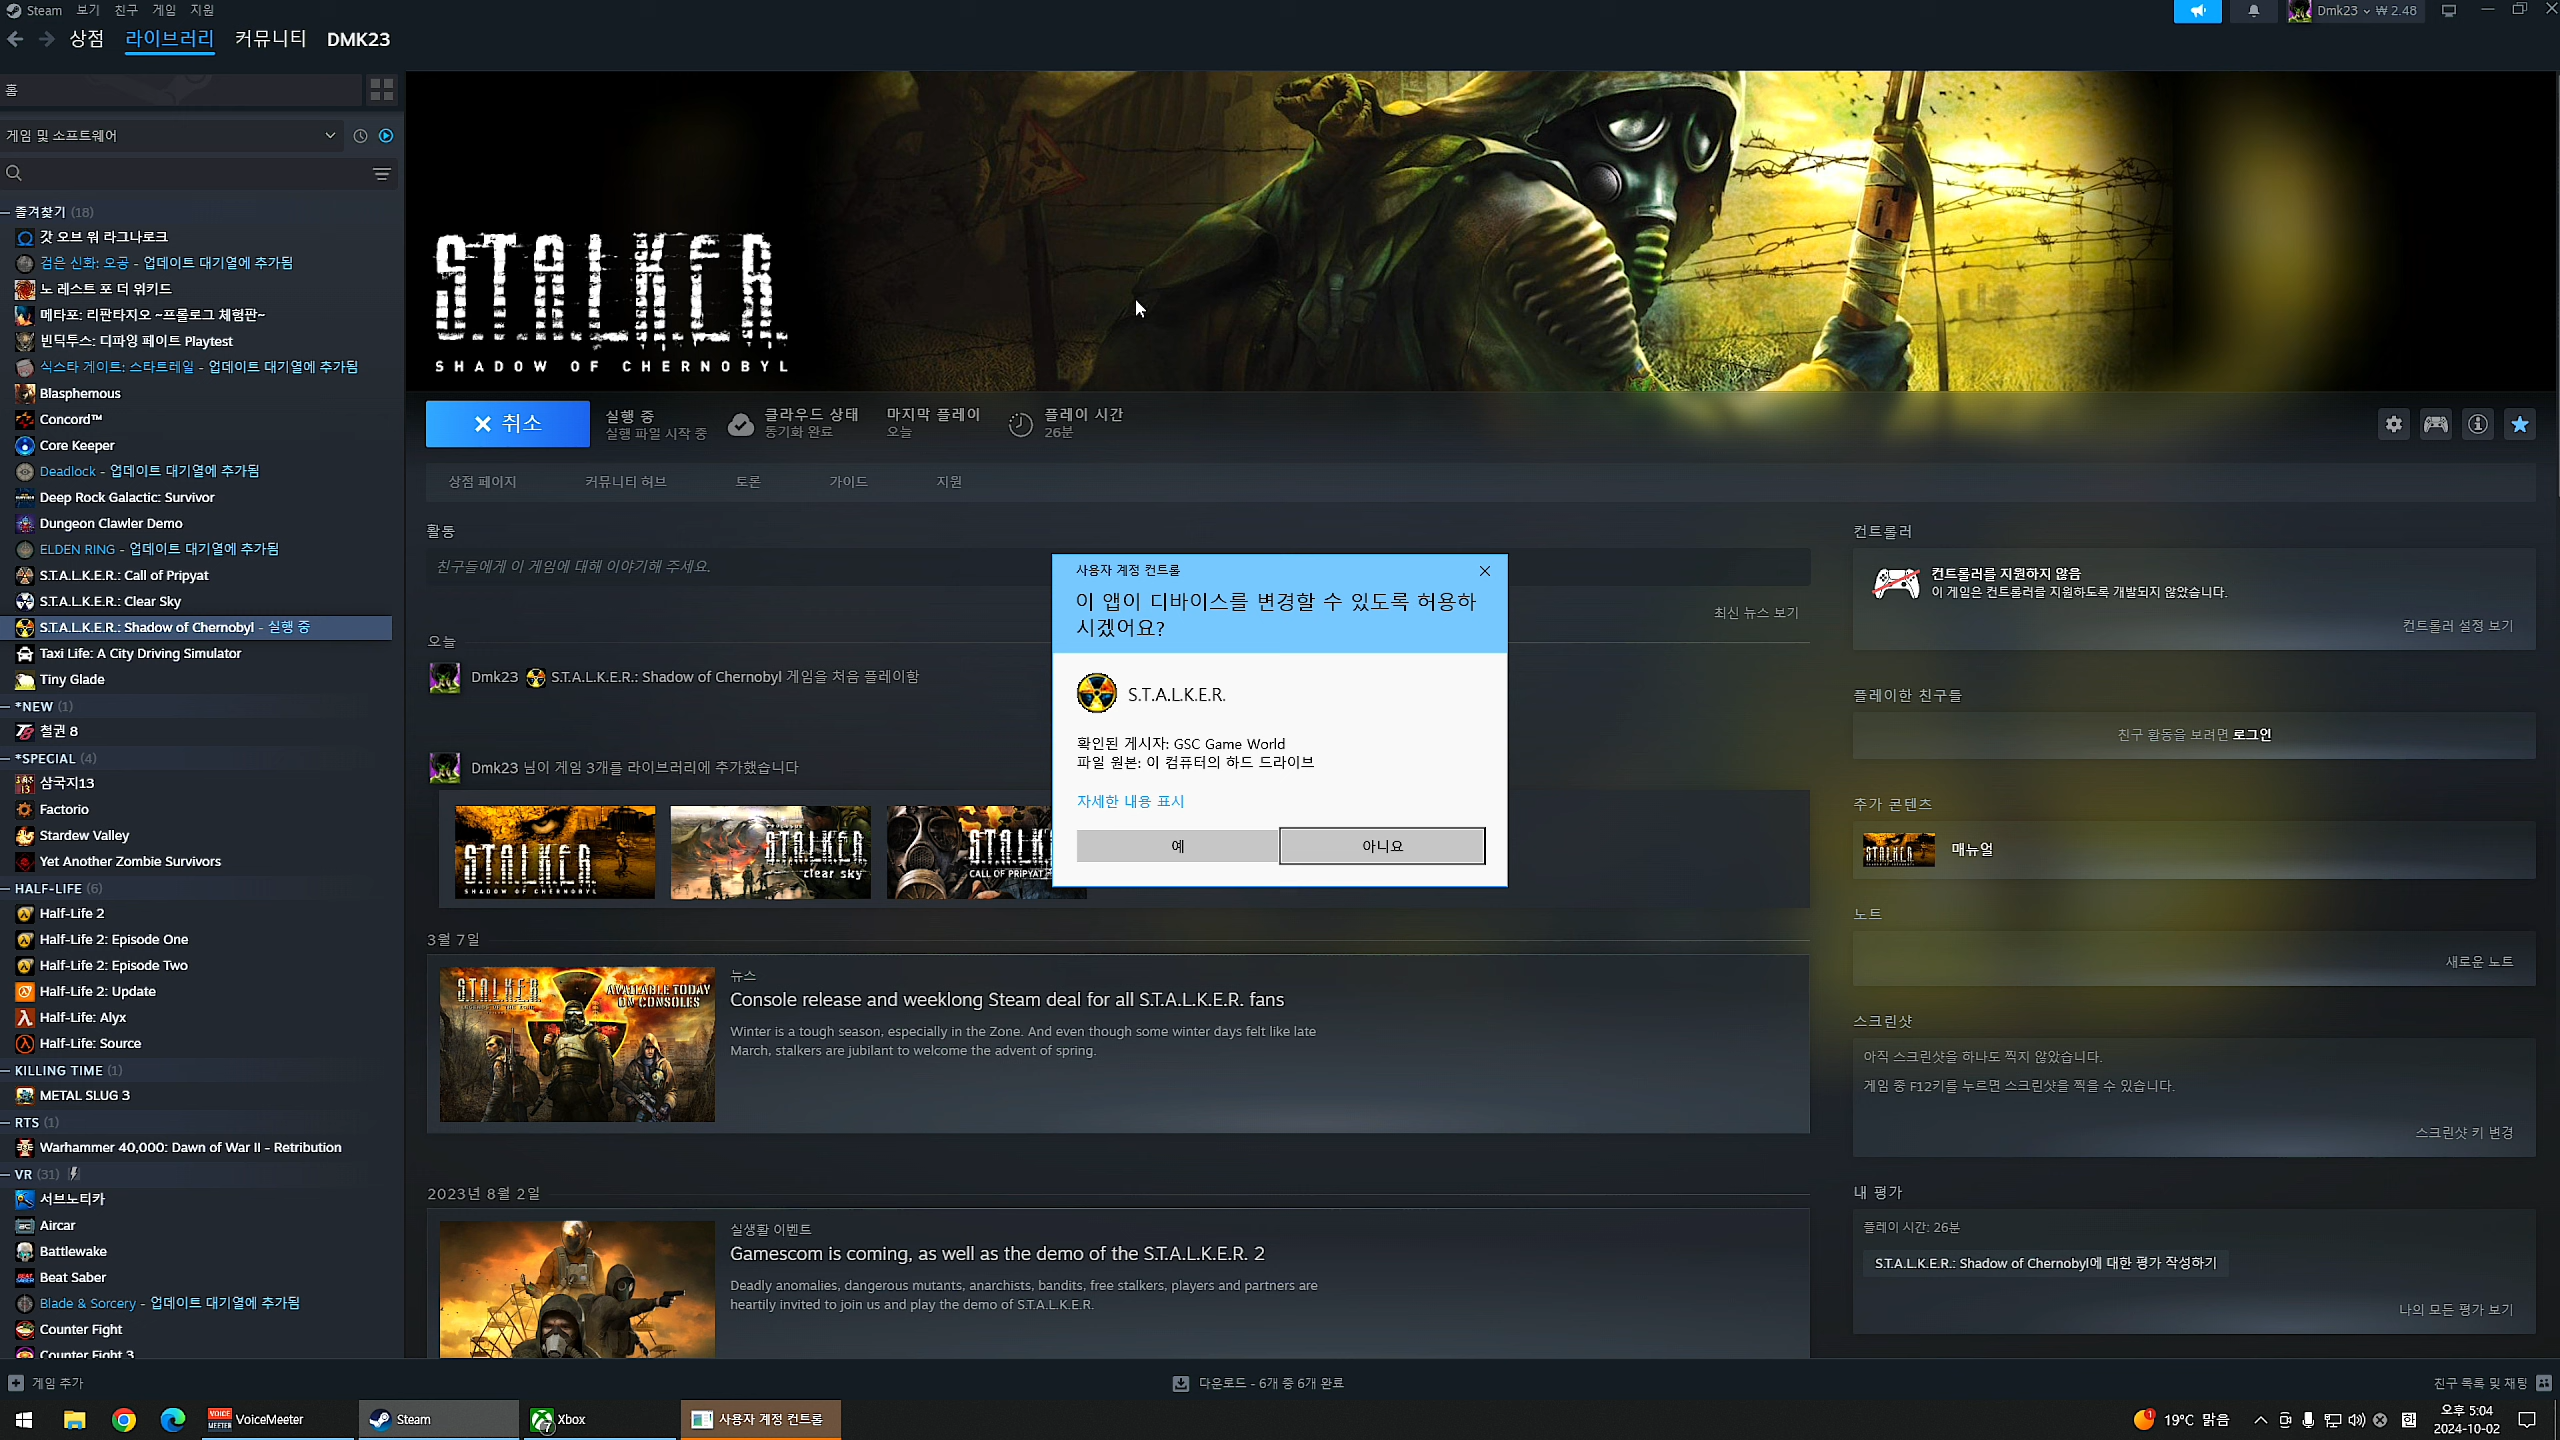 Steam 보기 친구 게임 지원
Dmk23 ₩ 2.48
상점 라이브러리 커뮤니티 DMK23
홈
게임 및 소프트웨어
즐겨찾기 (18)
갓 오브 워 라그나로크
검은 신화: 오공 - 업데이트 대기열에 추가됨
노 레스트 포 더 위키드
메타포: 리판타지오 ~프롤로그 체험판~
빈딕투스: 디파잉 페이트 Playtest
식스타 게이트: 스타트레일 - 업데이트 대기열에 추가됨
Blasphemous
Concord™
Core Keeper
Deadlock - 업데이트 대기열에 추가됨
Deep Rock Galactic: Survivor
Dungeon Clawler Demo
ELDEN RING - 업데이트 대기열에 추가됨
S.T.A.L.K.E.R.: Call of Pripyat
S.T.A.L.K.E.R.: Clear Sky
S.T.A.L.K.E.R.: Shadow of Chernobyl - 실행 중
Taxi Life: A City Driving Simulator
Tiny Glade
*NEW (1)
철권 8
*SPECIAL (4)
삼국지13
Factorio
Stardew Valley
Yet Another Zombie Survivors
HALF-LIFE (6)
Half-Life 2
Half-Life 2: Episode One
Half-Life 2: Episode Two
Half-Life 2: Update
Half-Life: Alyx
Half-Life: Source
KILLING TIME (1)
METAL SLUG 3
RTS (1)
Warhammer 40,000: Dawn of War II - Retribution
VR (31)
서브노티카
Aircar
Battlewake
Beat Saber
Blade & Sorcery - 업데이트 대기열에 추가됨
Counter Fight
Counter Fight 3
S.T.A.L.K.E.R.
SHADOW OF CHERNOBYL
취소
실행 중
실행 파일 시작 중
클라우드 상태
동기화 완료
마지막 플레이
오늘
플레이 시간
26분
상점 페이지 커뮤니티 허브 토론 가이드 지원
활동
친구들에게 이 게임에 대해 이야기해 주세요.
최신 뉴스 보기
오늘
Dmk23 S.T.A.L.K.E.R.: Shadow of Chernobyl 게임을 처음 플레이함
Dmk23 님이 게임 3개를 라이브러리에 추가했습니다
S.T.A.L.K.E.R.
SHADOW OF CHERNOBYL
S.T.A.L.K.E.R.
clear sky
STALK
CALL OF PRIPYAT
사용자 계정 컨트롤
이 앱이 디바이스를 변경할 수 있도록 허용하
시겠어요?
S.T.A.L.K.E.R.
확인된 게시자: GSC Game World
파일 원본: 이 컴퓨터의 하드 드라이브
자세한 내용 표시
예 아니요
3월 7일
S.T.A.L.K.E.R.
AVAILABLE TODAY
ON CONSOLES
뉴스
Console release and weeklong Steam deal for all S.T.A.L.K.E.R. fans
Winter is a tough season, especially in the Zone. And even though some winter days felt like late
March, stalkers are jubilant to welcome the advent of spring.
2023년 8월 2일
실생활 이벤트
Gamescom is coming, as well as the demo of the S.T.A.L.K.E.R. 2
Deadly anomalies, dangerous mutants, anarchists, bandits, free stalkers, players and partners are
heartily invited to join us and play the demo of S.T.A.L.K.E.R.
컨트롤러
컨트롤러를 지원하지 않음
이 게임은 컨트롤러를 지원하도록 개발되지 않았습니다.
컨트롤러 설정 보기
플레이한 친구들
친구 활동을 보려면 로그인
추가 콘텐츠
매뉴얼
노트
새로운 노트
스크린샷
아직 스크린샷을 하나도 찍지 않았습니다.
게임 중 F12키를 누르면 스크린샷을 찍을 수 있습니다.
스크린샷 키 변경
내 평가
플레이 시간: 26분
S.T.A.L.K.E.R.: Shadow of Chernobyl에 대한 평가 작성하기
나의 모든 평가 보기
게임 추가
다운로드 - 6개 중 6개 완료
친구 목록 및 채팅
VOICE MEETER VoiceMeeter
Steam
7 Xbox
사용자 계정 컨트롤
1 19°C 맑음
한
오후 5:04
2024-10-02